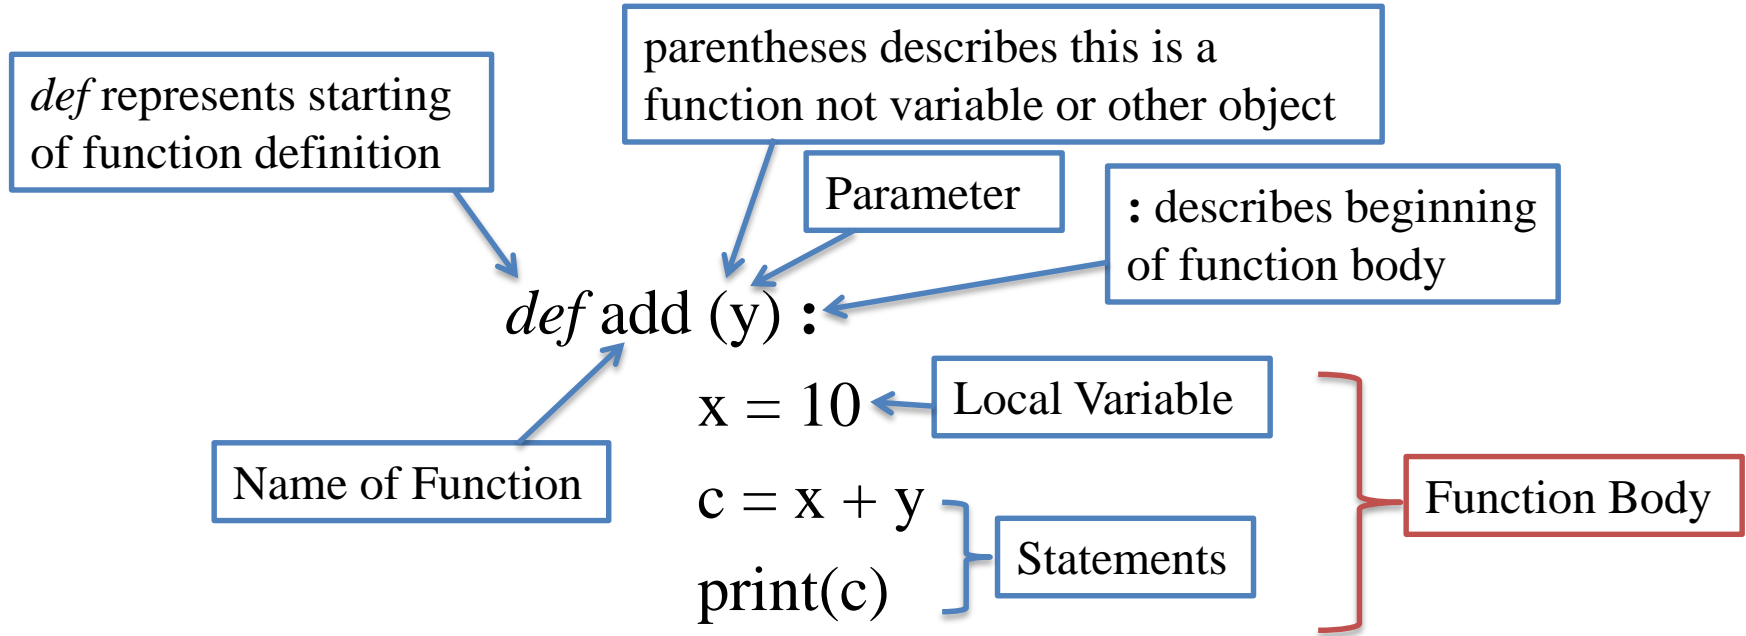 parentheses describes this is a
function not variable or other object
def represents starting
of function definition
Parameter
: describes beginning
of function body
def add (y) :
x = 10
Local Variable
Name of Function
c = x + y
Function Body
Statements
print(c)